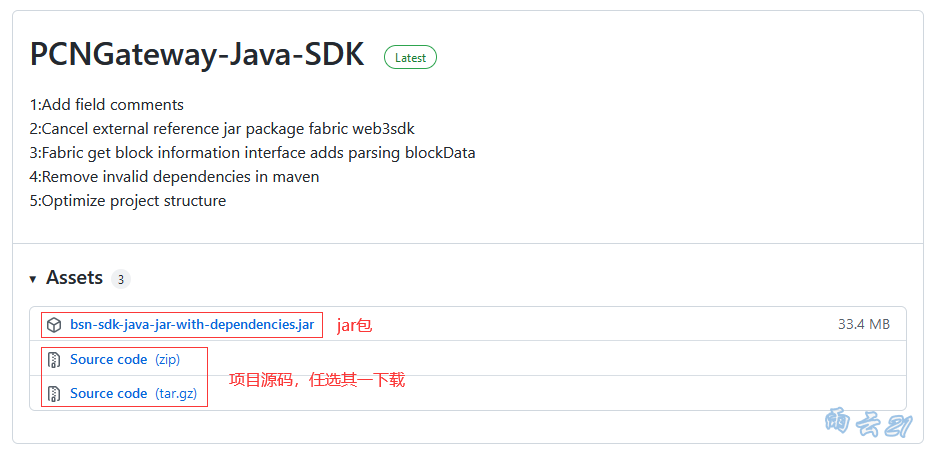 PCNGateway-Java-SDK Latest
1:Add field comments
2:Cancel external reference jar package fabric web3sdk
3:Fabric get block information interface adds parsing blockData
4:Remove invalid dependencies in maven
5:Optimize project structure
Assets 3
bsn-sdk-java-jar-with-dependencies.jar jar包 33.4 MB
Source code (zip)
项目源码，任选其一下载
Source code (tar.gz)
雨云21